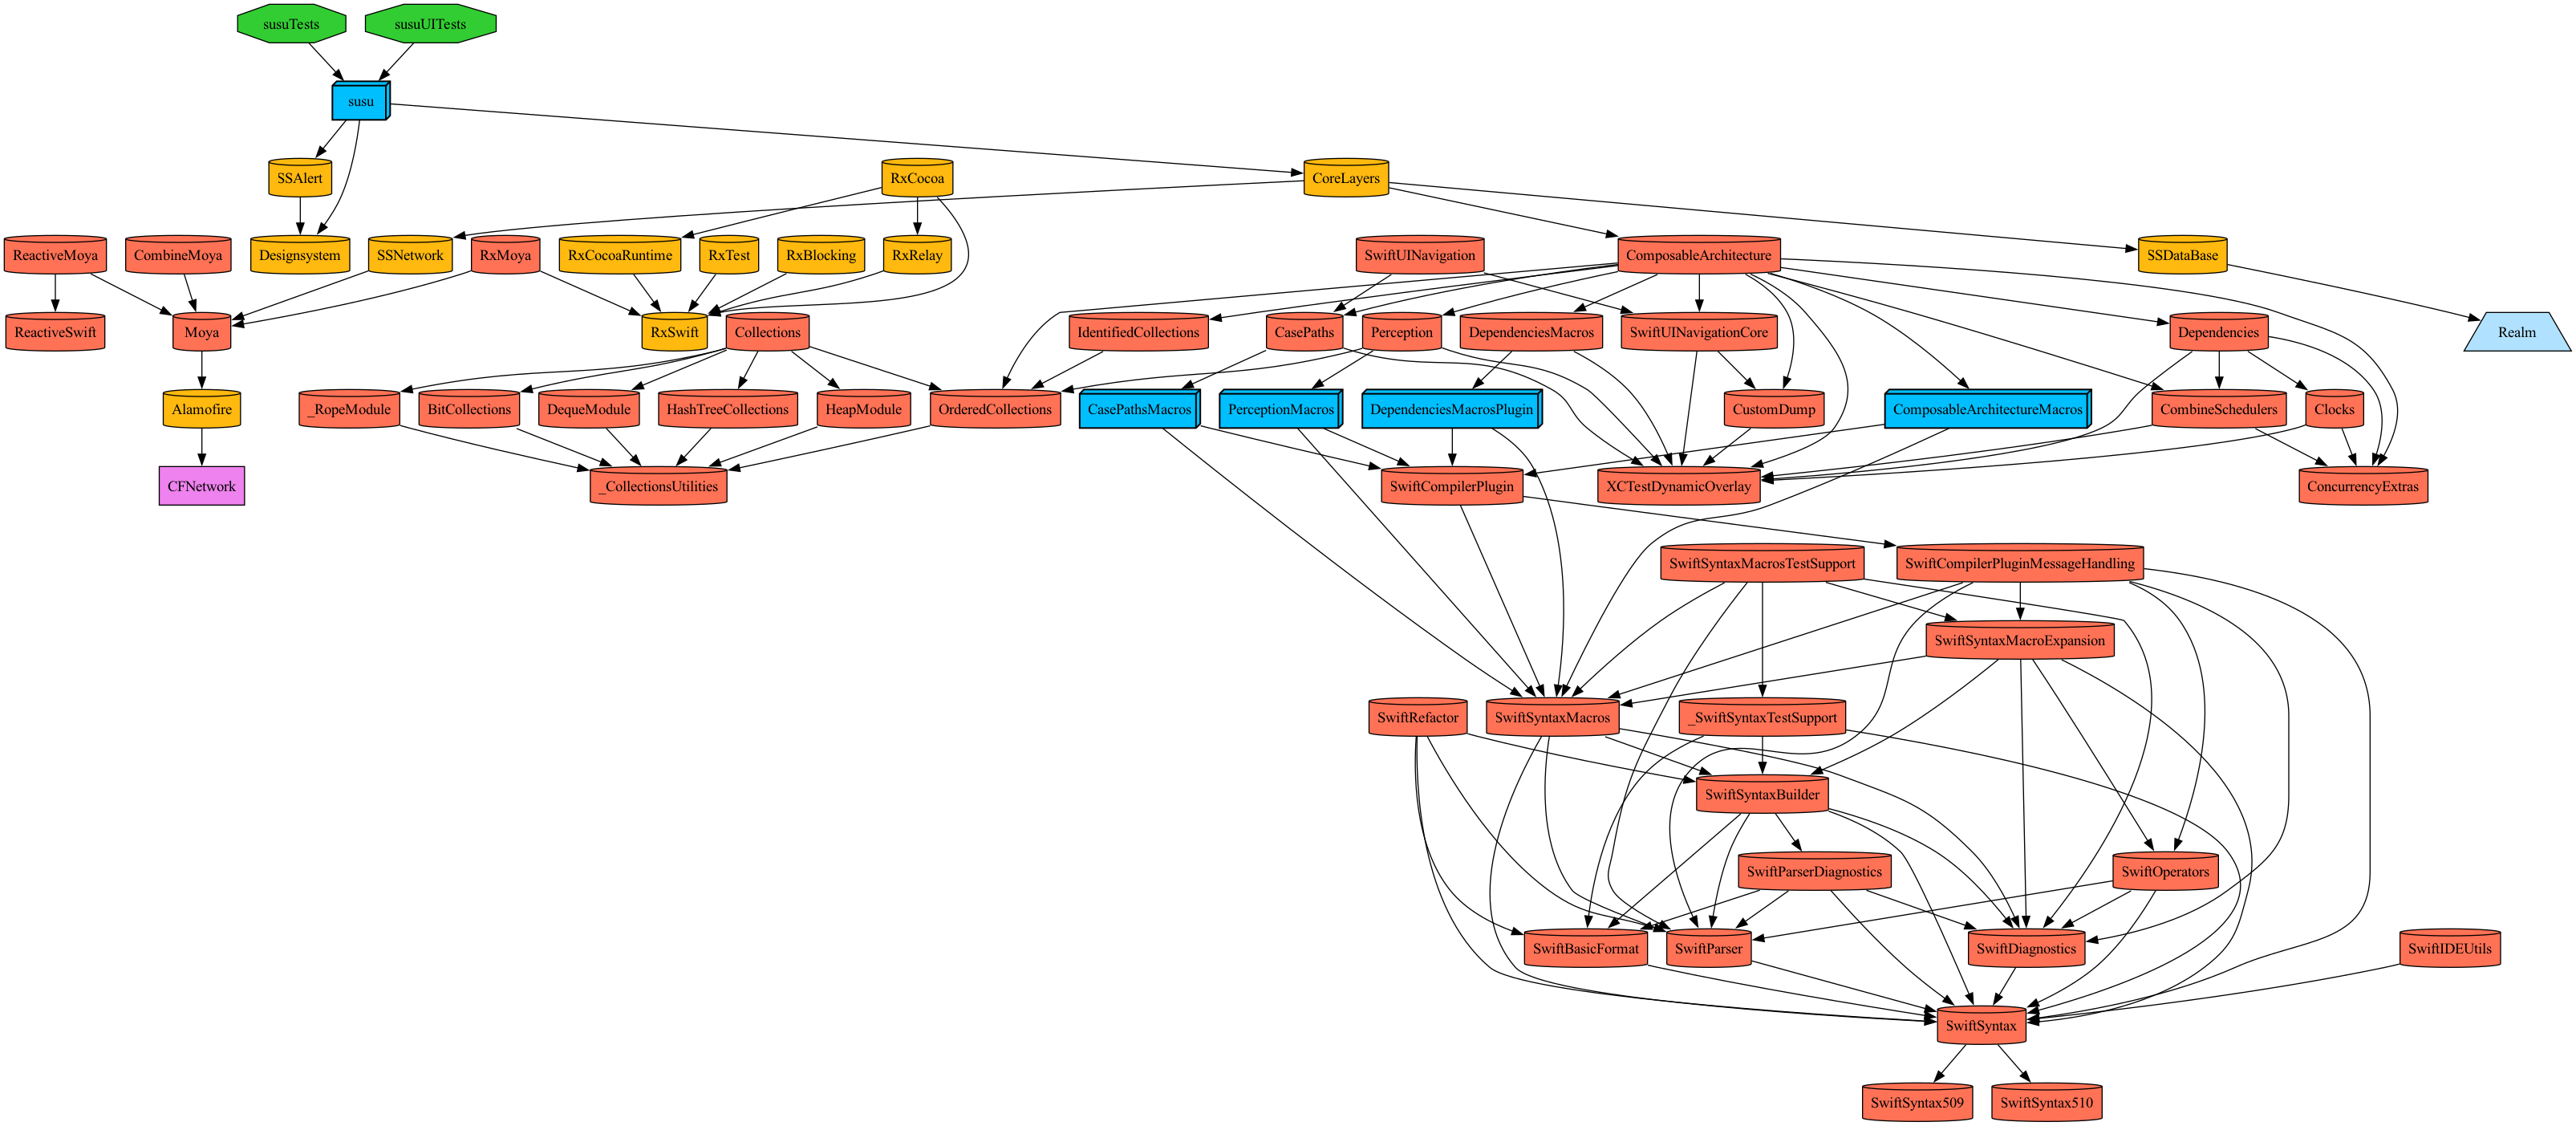 susuTests
susuUITests
susu
SSAlert
RxCocoa
CoreLayers
ReactiveMoya
CombineMoya
Designsystem
SSNetwork
RxMoya
RxCocoaRuntime
RxTest
RxBlocking
RxRelay
SwiftUINavigation
ComposableArchitecture
SSDataBase
ReactiveSwift
Moya
RxSwift
Collections
IdentifiedCollections
CasePaths
Perception
DependenciesMacros
SwiftUINavigationCore
Dependencies
Realm
Alamofire
_RopeModule
BitCollections
DequeModule
HashTreeCollections
HeapModule
OrderedCollections
CasePathsMacros
PerceptionMacros
DependenciesMacrosPlugin
CustomDump
ComposableArchitectureMacros
CombineSchedulers
Clocks
CFNetwork
_CollectionsUtilities
SwiftCompilerPlugin
XCTestDynamicOverlay
ConcurrencyExtras
SwiftSyntaxMacrosTestSupport
SwiftCompilerPluginMessageHandling
SwiftSyntaxMacroExpansion
SwiftRefactor
SwiftSyntaxMacros
_SwiftSyntaxTestSupport
SwiftSyntaxBuilder
SwiftParserDiagnostics
SwiftOperators
SwiftBasicFormat
SwiftParser
SwiftDiagnostics
SwiftIDEUtils
SwiftSyntax
SwiftSyntax509
SwiftSyntax510